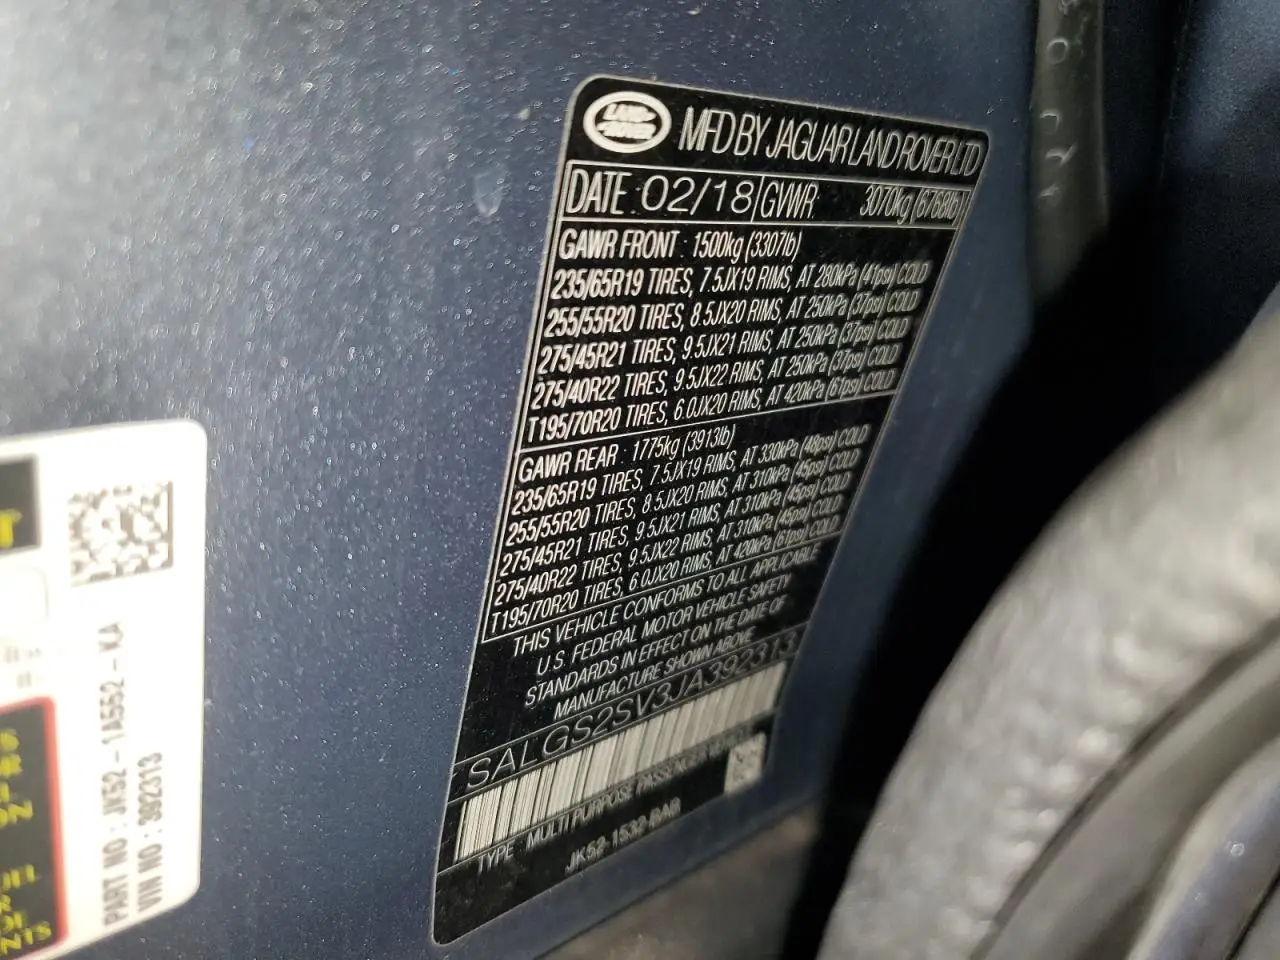 LAND-
-ROVER
MFD BY JAGUAR LAND ROVER LTD
DATE : 02/18 GVWR 3070kg (6768lb)
GAWR FRONT : 1500kg (3307lb)
235/65R19 TIRES, 7.5JX19 RIMS, AT 280kPa (41psi) COLD
255/55R20 TIRES, 8.5JX20 RIMS, AT 250kPa (37psi) COLD
275/45R21 TIRES, 9.5JX21 RIMS, AT 250kPa (37psi) COLD
275/40R22 TIRES, 9.5JX22 RIMS, AT 250kPa (37psi) COLD
T195/70R20 TIRES, 6.0JX20 RIMS, AT 420kPa (61psi) COLD
GAWR REAR : 1775kg (3913lb)
235/65R19 TIRES, 7.5JX19 RIMS, AT 330kPa (48psi) COLD
255/55R20 TIRES, 8.5JX20 RIMS, AT 310kPa (45psi) COLD
275/45R21 TIRES, 9.5JX21 RIMS, AT 310kPa (45psi) COLD
275/40R22 TIRES, 9.5JX22 RIMS, AT 310kPa (45psi) COLD
T195/70R20 TIRES, 6.0JX20 RIMS, AT 420kPa (61psi) COLD
THIS VEHICLE CONFORMS TO ALL APPLICABLE
U.S. FEDERAL MOTOR VEHICLE SAFETY
STANDARDS IN EFFECT ON THE DATE OF
MANUFACTURE SHOWN ABOVE
SALGS2SV3JA392313
TYPE : MULTI PURPOSE PASSENGER VEHICLE
JK52-1532-BAB
PART NO : JK52-1A552-KA
VIN NO : 392313